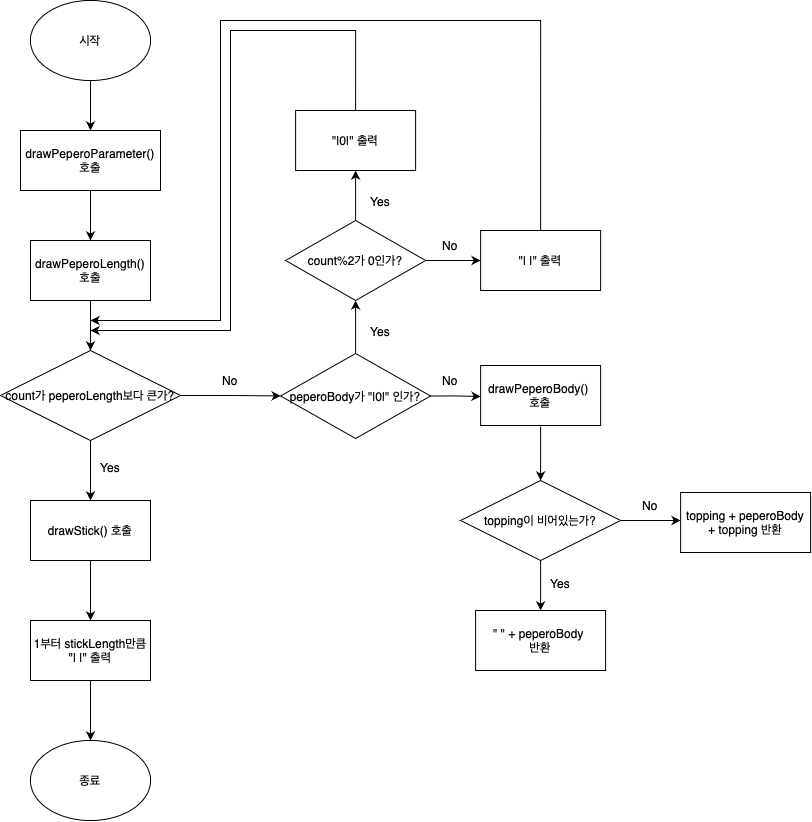 시작
drawPeperoParameter()
호출
drawPeperoLength()
호출
count가 peperoLength보다 큰가?
Yes
drawStick() 호출
1부터 stickLength만큼
"| |" 출력
종료
No
peperoBody가 "|0|" 인가?
Yes
count%2가 0인가?
Yes
"|0|" 출력
No
"| |" 출력
No
drawPeperoBody()
호출
topping이 비어있는가?
No
topping + peperoBody
+ topping 반환
Yes
" " + peperoBody
반환